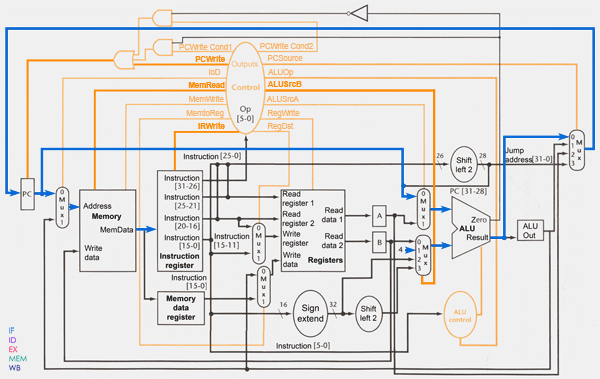 PCWrite Cond1
PCWrite Cond2
PCWrite
PCSource
Outputs
IoD
ALUOp
MemRead
ALUSrcB
Control
MemWrite
ALUSrcA
MemtoReg
RegWrite
Op
[5-0]
IRWrite
RegDst
Instruction [25-0]
26
Shift
left 2
28
Jump
address[31-0]
0
1
2
3
Mux
PC [31-28]
PC
0
Mux
1
Address
Memory
MemData
Write
data
Instruction
[31-26]
Instruction
[25-21]
Instruction
[20-16]
Instruction
[15-0]
Instruction
register
Instruction
[15-11]
0
Mux
1
Read
register 1
Read
register 2
Write
register
Write
data
Read
data 1
Read
data 2
Registers
A
B
0
Mux
1
4
0
1
2
3
Mux
Zero
ALU
Result
ALU
Out
Instruction
[15-0]
Memory data
register
0
Mux
1
16
Sign
extend
32
Shift
left 2
ALU
control
Instruction [5-0]
IF
ID
EX
MEM
WB